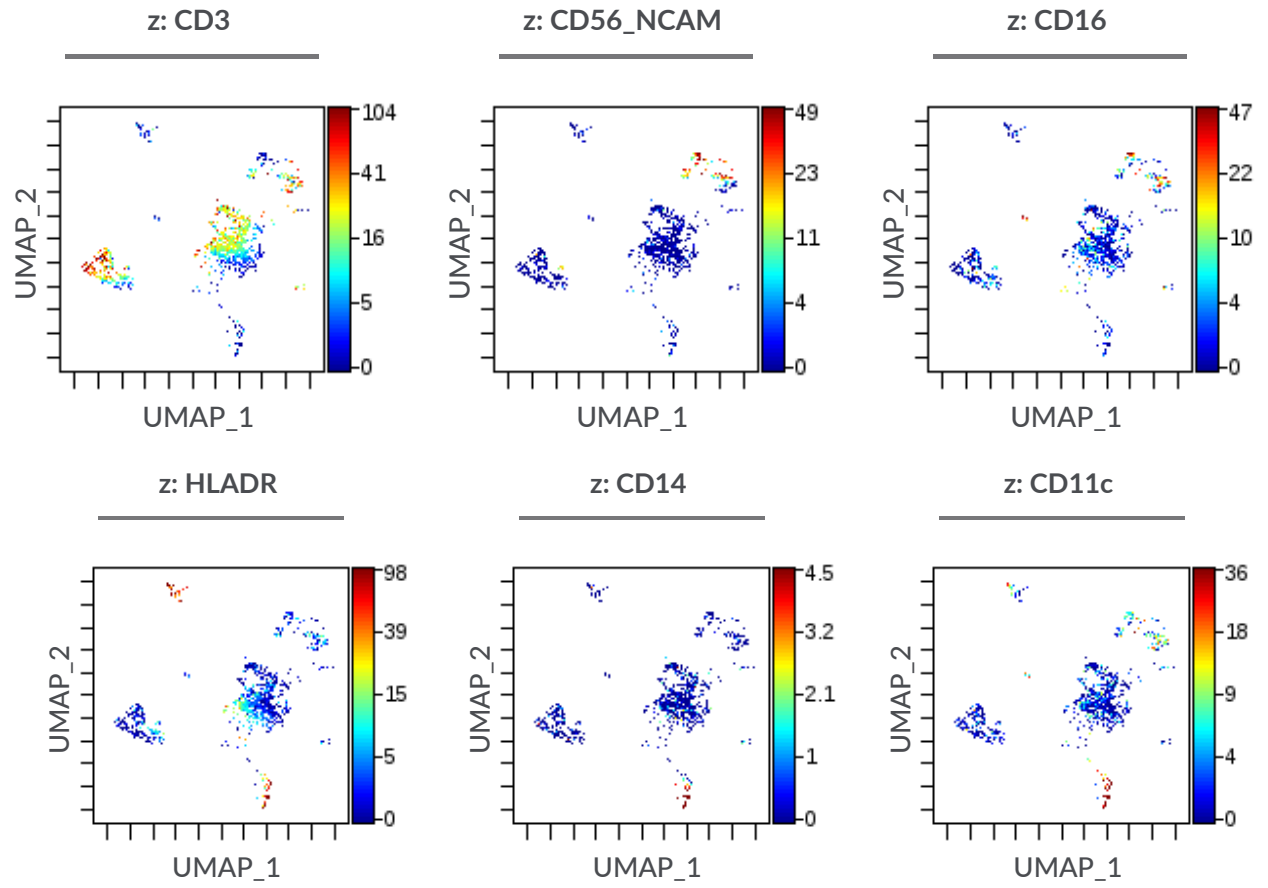 z: CD3
z: CD56_NCAM
z: CD16
104
41
16
5
0
UMAP_2
UMAP_1
49
23
11
4
0
UMAP_2
UMAP_1
47
22
10
4
0
UMAP_2
UMAP_1
z: HLADR
z: CD14
z: CD11c
98
39
15
5
0
UMAP_2
UMAP_1
4.5
3.2
2.1
1
0
UMAP_2
UMAP_1
36
18
9
4
0
UMAP_2
UMAP_1